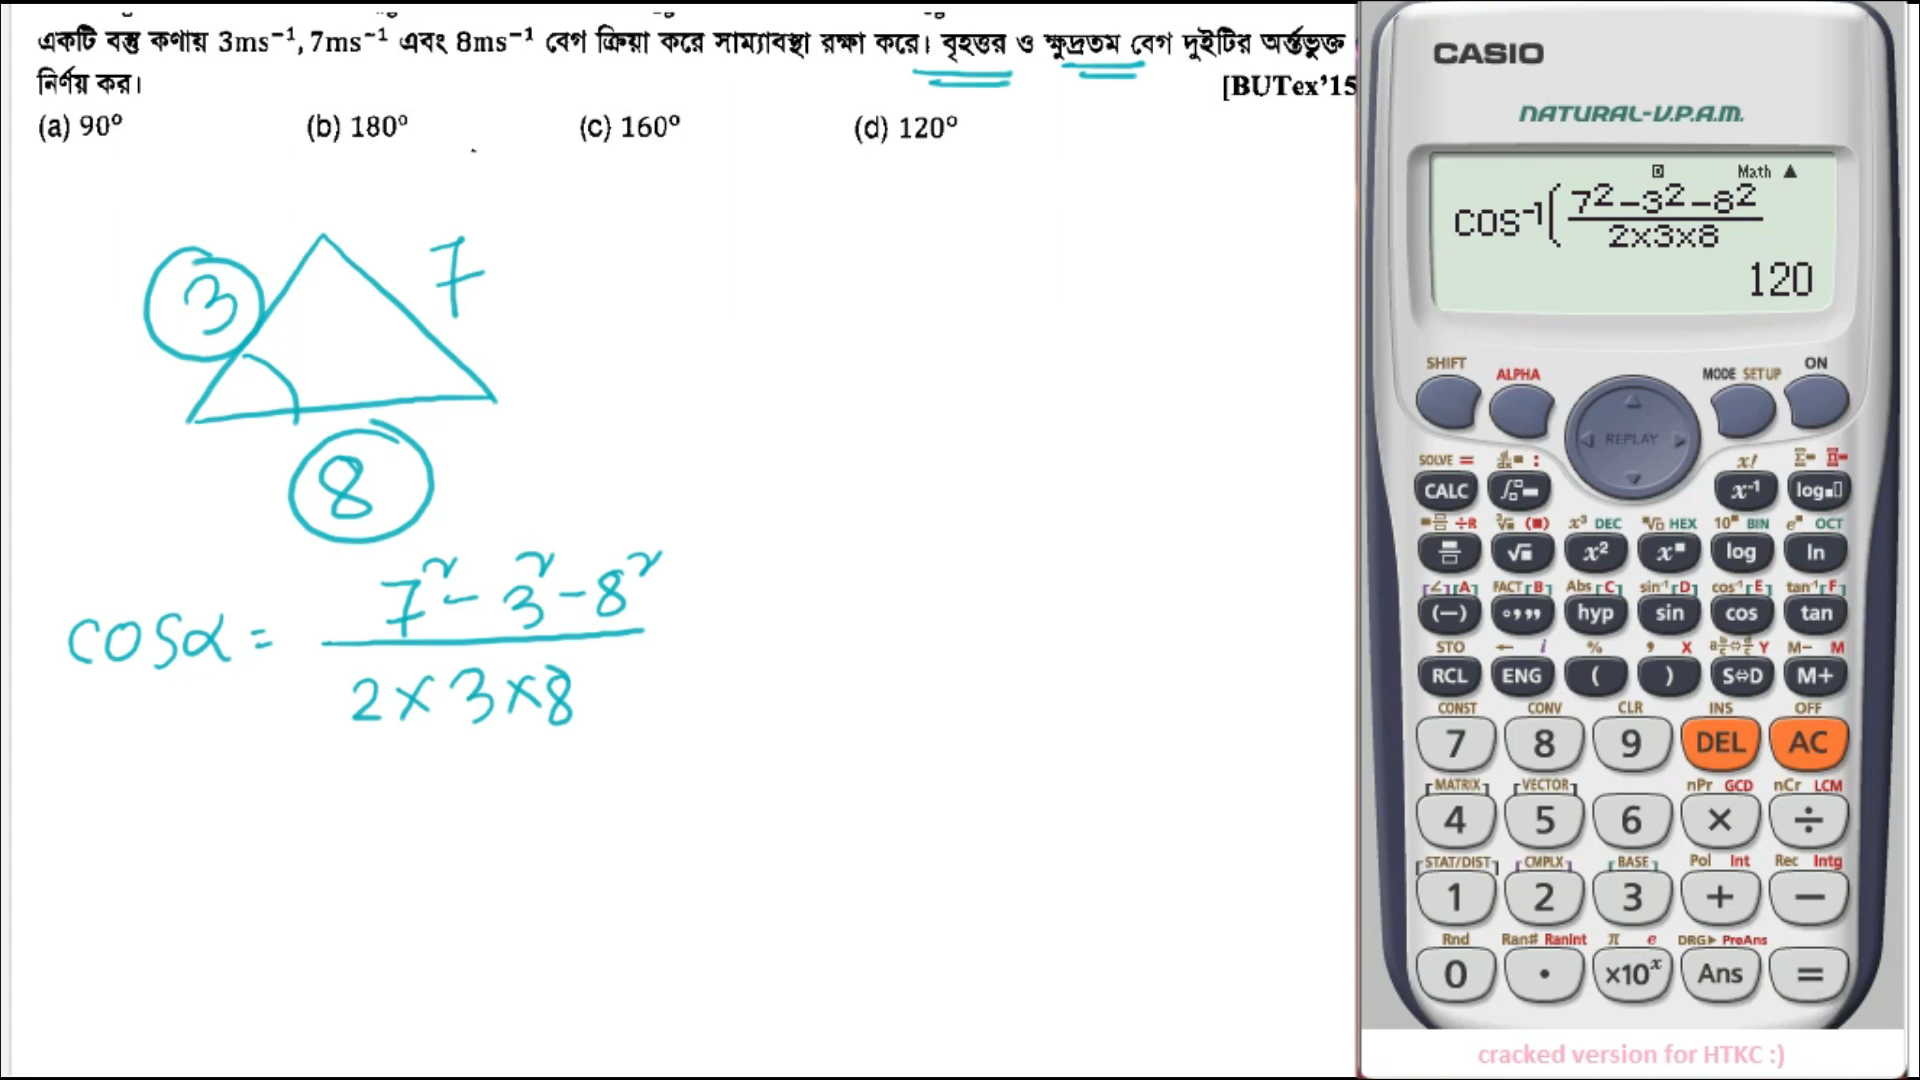 একটি বস্তু কণায় 3ms⁻¹, 7ms⁻¹ এবং 8ms⁻¹ বেগ ক্রিয়া করে সাম্যাবস্থা রক্ষা করে। বৃহত্তর ও ক্ষুদ্রতম বেগ দুইটির অর্ন্তভুক্ত
নির্ণয় কর।
[BUTex’15
(a) 90° (b) 180° (c) 160° (d) 120°
3
7
8
cosα = (7² - 3² - 8²) / (2 × 3 × 8)
CASIO
NATURAL-V.P.A.M.
D Math ▲
cos⁻¹( (7²-3²-8²) / (2×3×8)
120
SHIFT ALPHA MODE SETUP ON
REPLAY
SOLVE = : x! 
CALC x⁻¹ log
÷R x³ DEC HEX BIN OCT
x² log ln
FACT B Abs C sin⁻¹ D cos⁻¹ E tan⁻¹ F
(−) hyp sin cos tan
STO ← i % , X Y M− M
RCL ENG ( ) S⇔D M+
CONST CONV CLR INS OFF
7 8 9 DEL AC
MATRIX VECTOR nPr GCD nCr LCM
4 5 6 × ÷
STAT/DIST CMPLX BASE Pol Int Rec Intg
1 2 3 + −
Rnd Ran# RanInt π e DRG▶ PreAns
0 . ×10ˣ Ans =
cracked version for HTKC :)